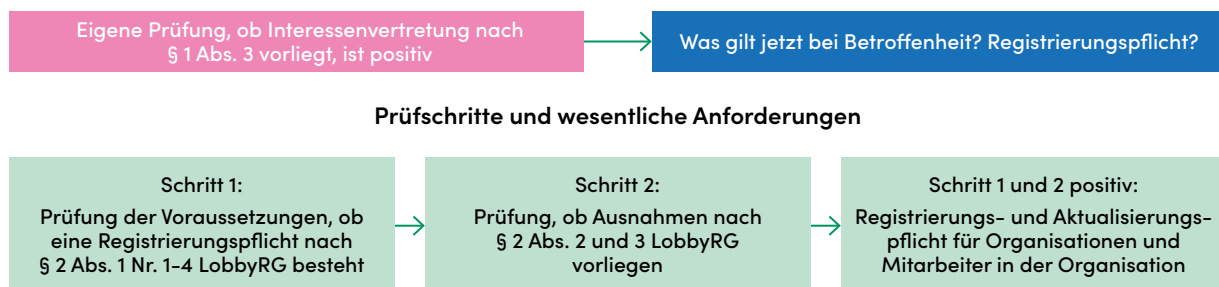 Eigene Prüfung, ob Interessenvertretung nach
§ 1 Abs. 3 vorliegt, ist positiv
Was gilt jetzt bei Betroffenheit? Registrierungspflicht?
Prüfschritte und wesentliche Anforderungen
Schritt 1:
Prüfung der Voraussetzungen, ob
eine Registrierungspflicht nach
§ 2 Abs. 1 Nr. 1-4 LobbyRG besteht
Schritt 2:
Prüfung, ob Ausnahmen nach
§ 2 Abs. 2 und 3 LobbyRG
vorliegen
Schritt 1 und 2 positiv:
Registrierungs- und Aktualisierungs-
pflicht für Organisationen und
Mitarbeiter in der Organisation